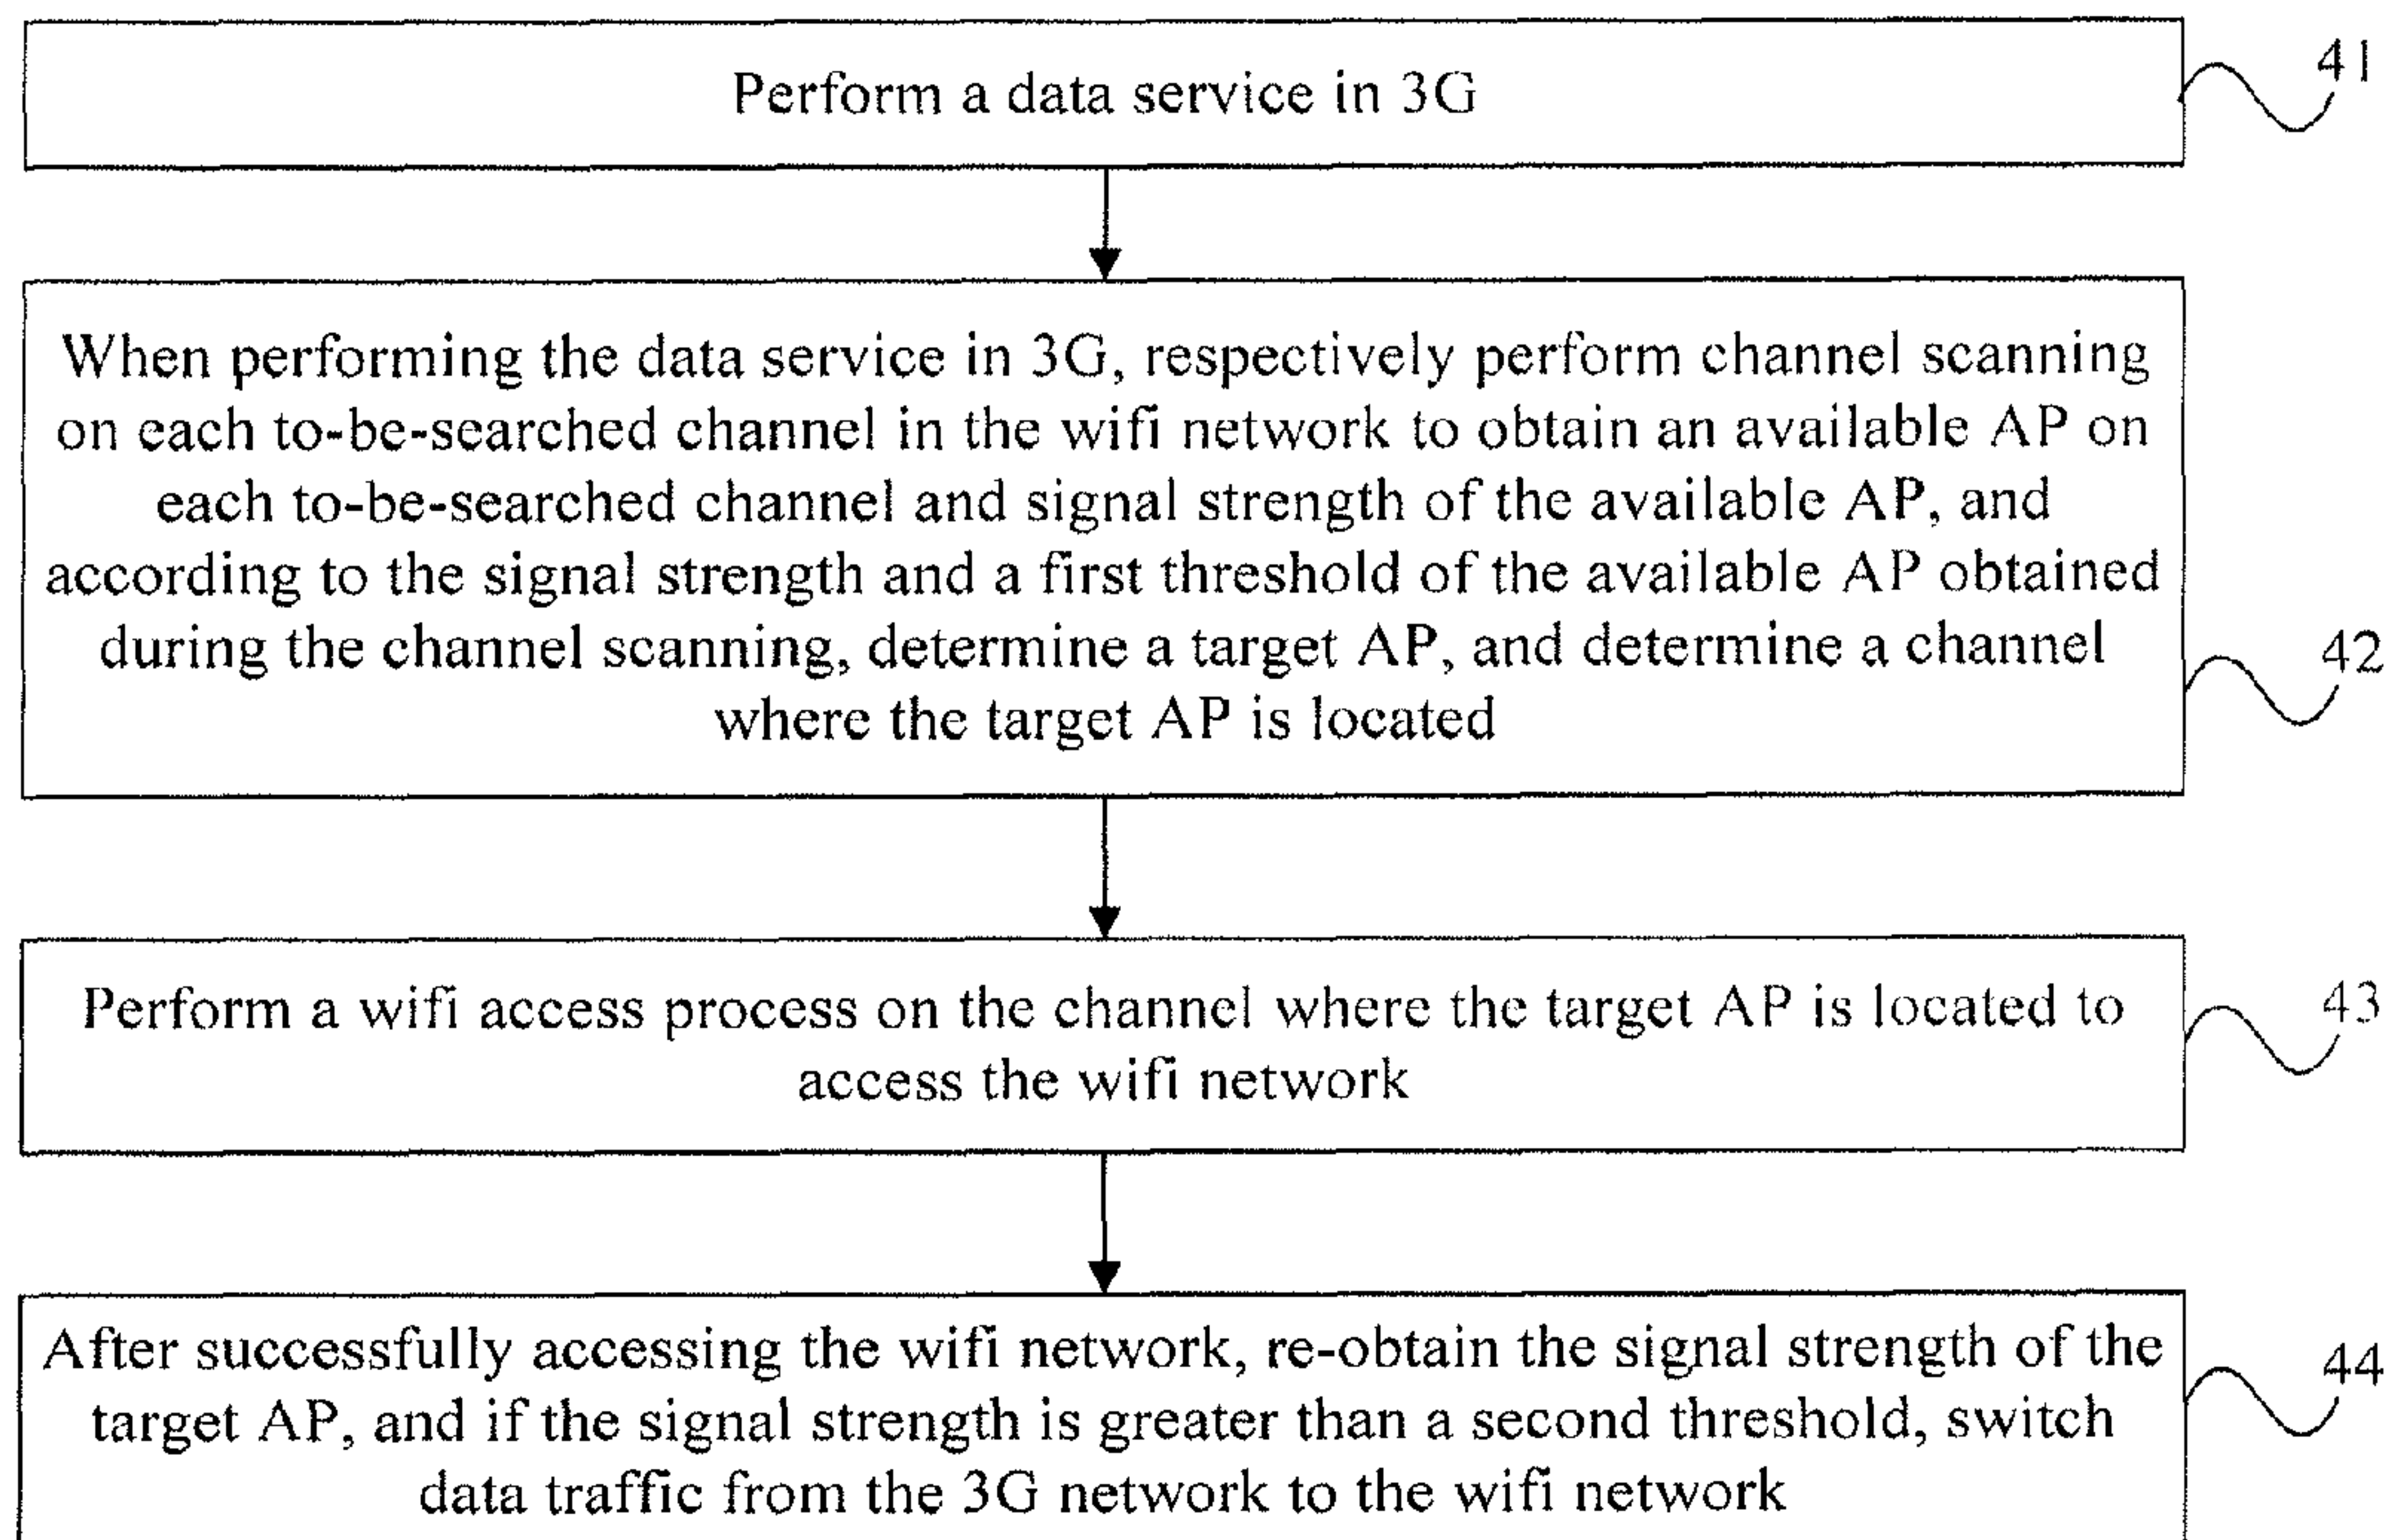 Perform a data service in 3G
41
When performing the data service in 3G, respectively perform channel scanning
on each to-be-searched channel in the wifi network to obtain an available AP on
each to-be-searched channel and signal strength of the available AP, and
according to the signal strength and a first threshold of the available AP obtained
during the channel scanning, determine a target AP, and determine a channel
where the target AP is located
42
Perform a wifi access process on the channel where the target AP is located to
access the wifi network
43
After successfully accessing the wifi network, re-obtain the signal strength of the
target AP, and if the signal strength is greater than a second threshold, switch
data traffic from the 3G network to the wifi network
44